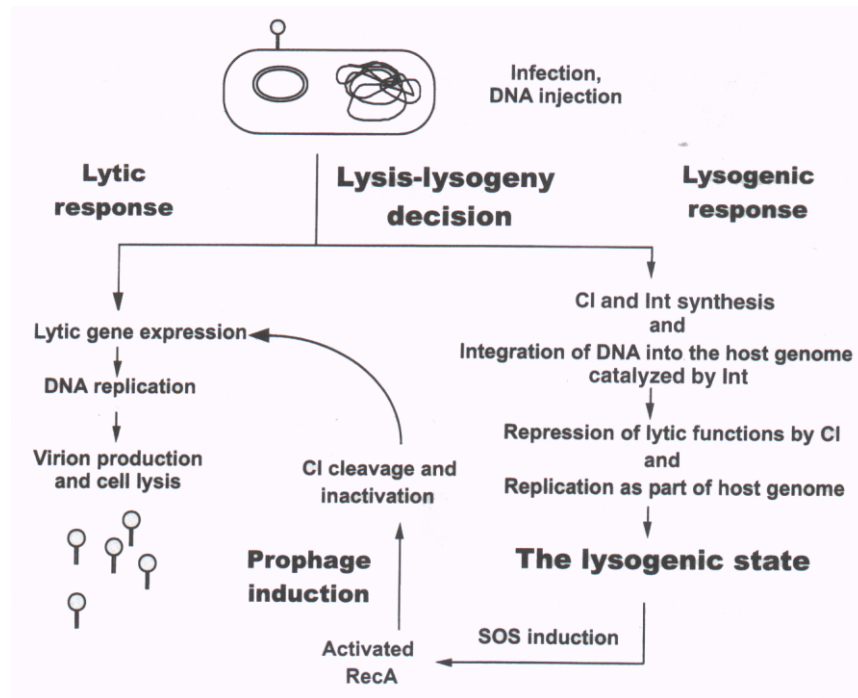 Infection,
DNA injection
Lytic
response
Lysis-lysogeny
decision
Lysogenic
response
Lytic gene expression
DNA replication
Virion production
and cell lysis
CI and Int synthesis
and
Integration of DNA into the host genome
catalyzed by Int
Repression of lytic functions by CI
and
Replication as part of host genome
The lysogenic state
SOS induction
Activated
RecA
Prophage
induction
CI cleavage and
inactivation